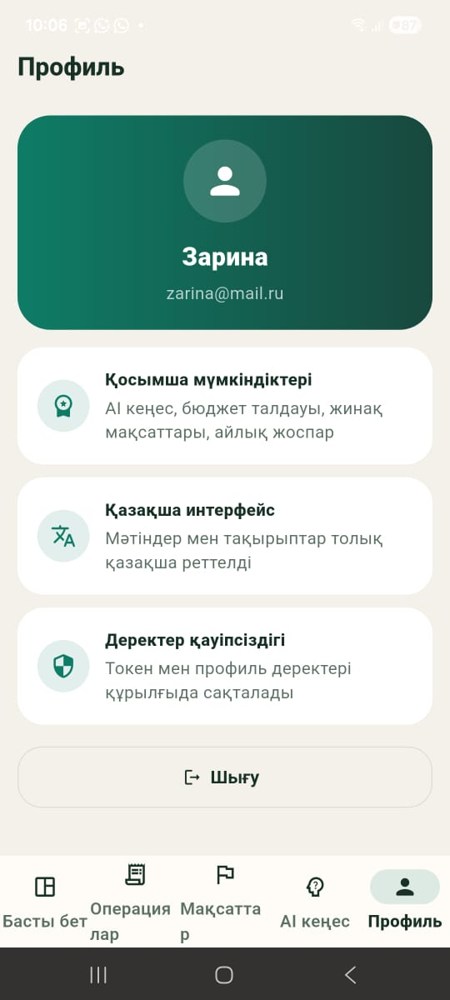 10:06
87
Профиль
Зарина
zarina@mail.ru
Қосымша мүмкіндіктері
AI кеңес, бюджет талдауы, жинақ
мақсаттары, айлық жоспар
Қазақша интерфейс
Мәтіндер мен тақырыптар толық
қазақша реттелді
Деректер қауіпсіздігі
Токен мен профиль деректері
құрылғыда сақталады
Шығу
Басты бет
Операция
лар
Мақсатта
р
AI кеңес
Профиль